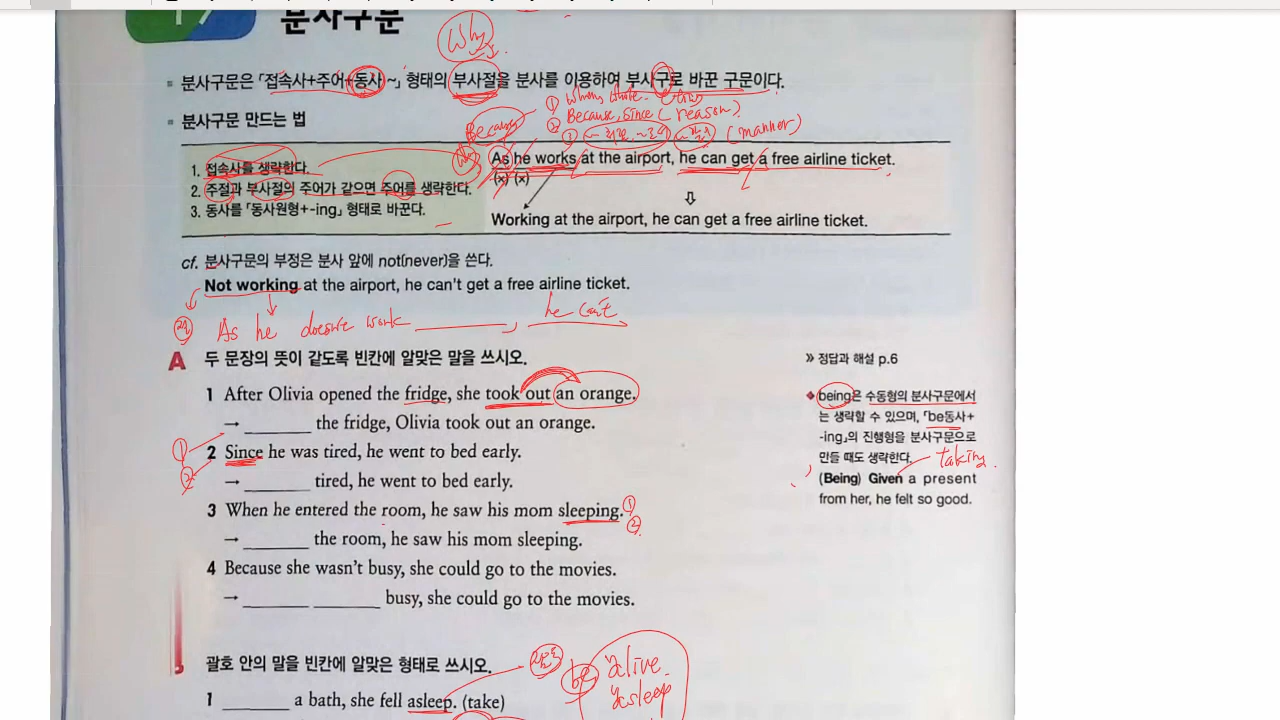 분사구문
Why
분사구문은 「접속사+주어+동사 ~」 형태의 부사절을 분사를 이용하여 부사구로 바꾼 구문이다.
① When, while.
분사구문 만드는 법
② Because, Since (reason)
Because
(manner)
1. 접속사를 생략한다.
2. 주절과 부사절의 주어가 같으면 주어를 생략한다.
3. 동사를 「동사원형+-ing」 형태로 바꾼다.
As he works at the airport, he can get a free airline ticket.
(x) (x)
⇩
Working at the airport, he can get a free airline ticket.
cf. 분사구문의 부정은 분사 앞에 not(never)을 쓴다.
Not working at the airport, he can't get a free airline ticket.
As he doesn't work ________, he can't
A 두 문장의 뜻이 같도록 빈칸에 알맞은 말을 쓰시오.
1 After Olivia opened the fridge, she took out an orange.
→ ________ the fridge, Olivia took out an orange.
① 2 Since he was tired, he went to bed early.
② → ________ tired, he went to bed early.
3 When he entered the room, he saw his mom sleeping. ①
②
→ ________ the room, he saw his mom sleeping.
4 Because she wasn't busy, she could go to the movies.
→ ________ ________ busy, she could go to the movies.
» 정답과 해설 p.6
❖ being은 수동형의 분사구문에서
는 생략할 수 있으며, 「be동사+
-ing」의 진행형을 분사구문으로
만들 때도 생략한다.
taking
(Being) Given a present
from her, he felt so good.
괄호 안의 말을 빈칸에 알맞은 형태로 쓰시오.
be alive
asleep
1 ________ a bath, she fell asleep. (take)